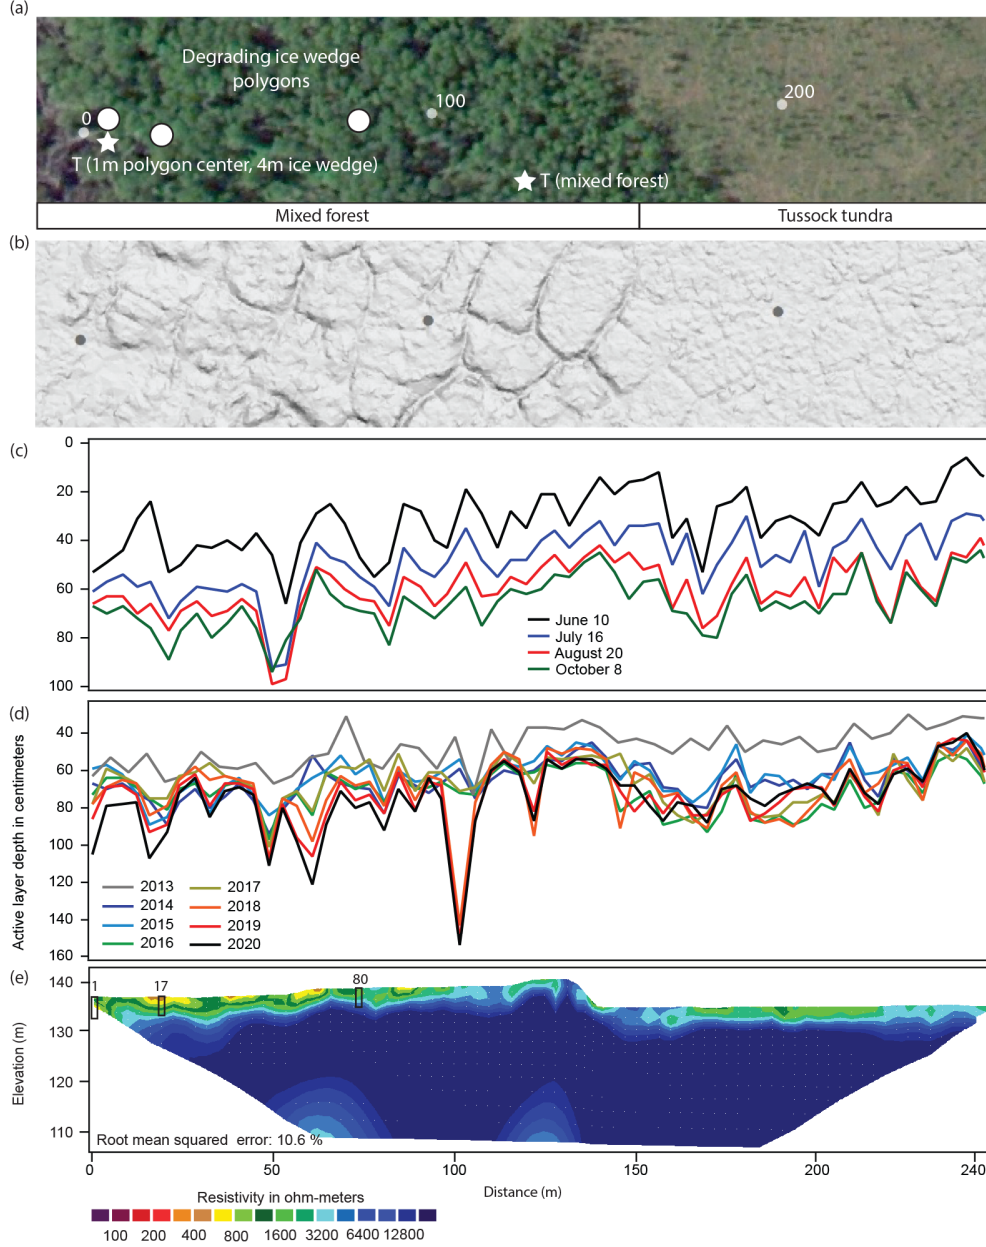 (a)
Degrading ice wedge
polygons
0
100
200
T (1m polygon center, 4m ice wedge)
T (mixed forest)
Mixed forest
Tussock tundra
(b)
(c)
0
20
40
60
80
100
June 10
July 16
August 20
October 8
(d)
Active layer depth in centimeters
40
60
80
100
120
140
160
2013
2014
2015
2016
2017
2018
2019
2020
(e)
Elevation (m)
140
130
120
110
1
17
80
Root mean squared error: 10.6 %
0
50
100
150
200
240
Distance (m)
Resistivity in ohm-meters
100 200 400 800 1600 3200 6400 12800